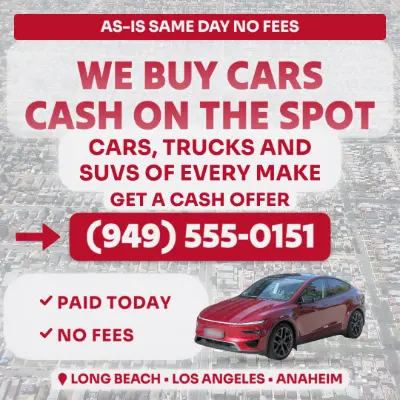 AS-IS SAME DAY NO FEES
WE BUY CARS
CASH ON THE SPOT
CARS, TRUCKS AND
SUVS OF EVERY MAKE
GET A CASH OFFER
(949) 555-0151
PAID TODAY
NO FEES
LONG BEACH • LOS ANGELES • ANAHEIM